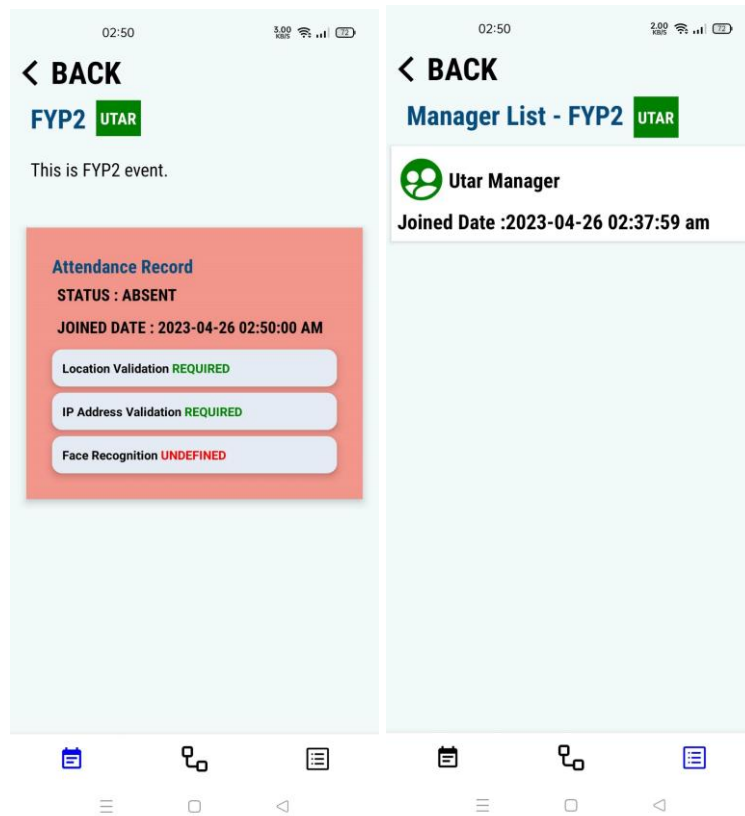 02:50
3.00 KB/S
72
BACK
FYP2 UTAR
This is FYP2 event.
Attendance Record
STATUS : ABSENT
JOINED DATE : 2023-04-26 02:50:00 AM
Location Validation REQUIRED
IP Address Validation REQUIRED
Face Recognition UNDEFINED
02:50
2.00 KB/S
72
BACK
Manager List - FYP2 UTAR
Utar Manager
Joined Date :2023-04-26 02:37:59 am